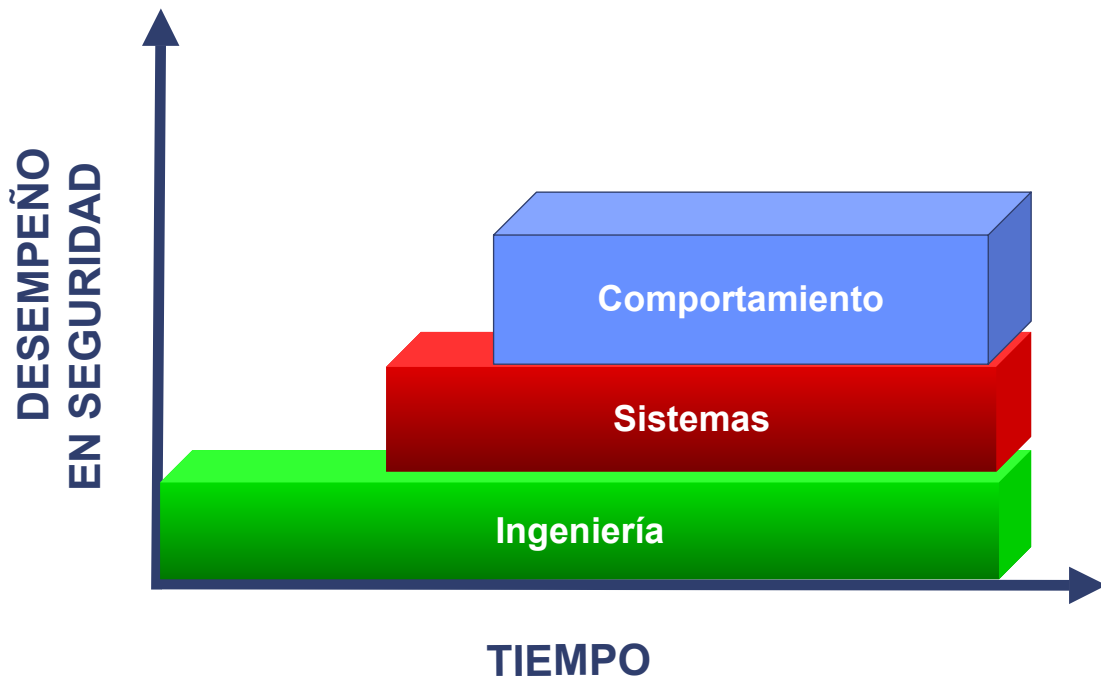 DESEMPEÑO
EN SEGURIDAD
Comportamiento
Sistemas
Ingeniería
TIEMPO